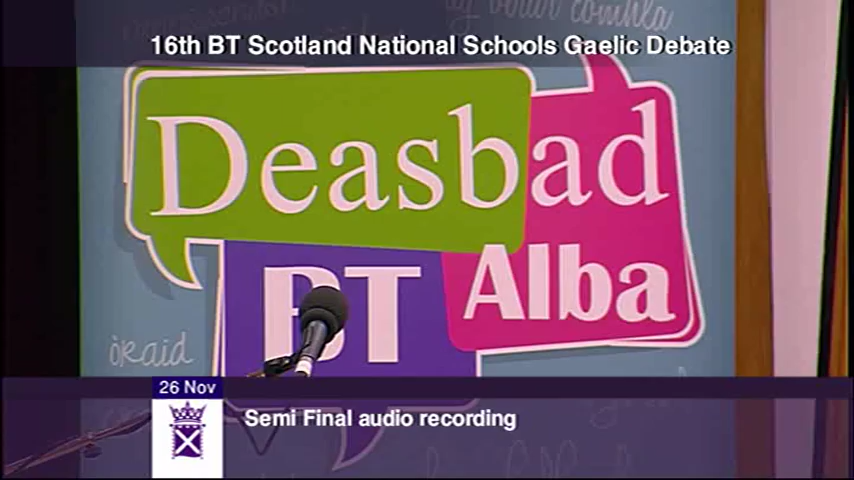 16th BT Scotland National Schools Gaelic Debate
Deasbad
BT Alba
òraid
26 Nov
Semi Final audio recording